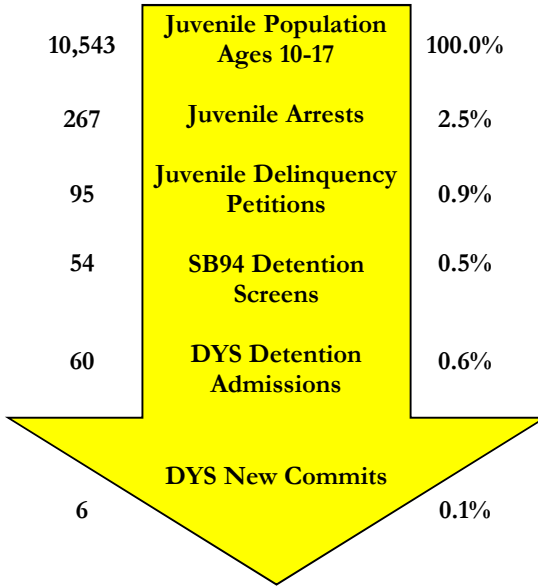 10,543 Juvenile Population Ages 10-17 100.0%
267 Juvenile Arrests 2.5%
95 Juvenile Delinquency Petitions 0.9%
54 SB94 Detention Screens 0.5%
60 DYS Detention Admissions 0.6%
DYS New Commits
6 0.1%